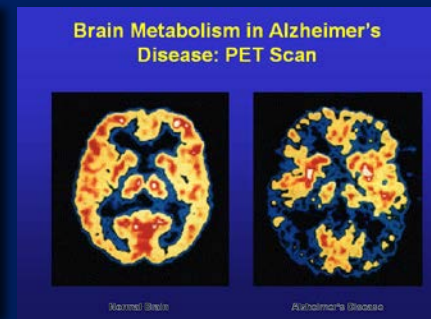 Brain Metabolism in Alzheimer's
Disease: PET Scan
Normal Brain
Alzheimer's Disease